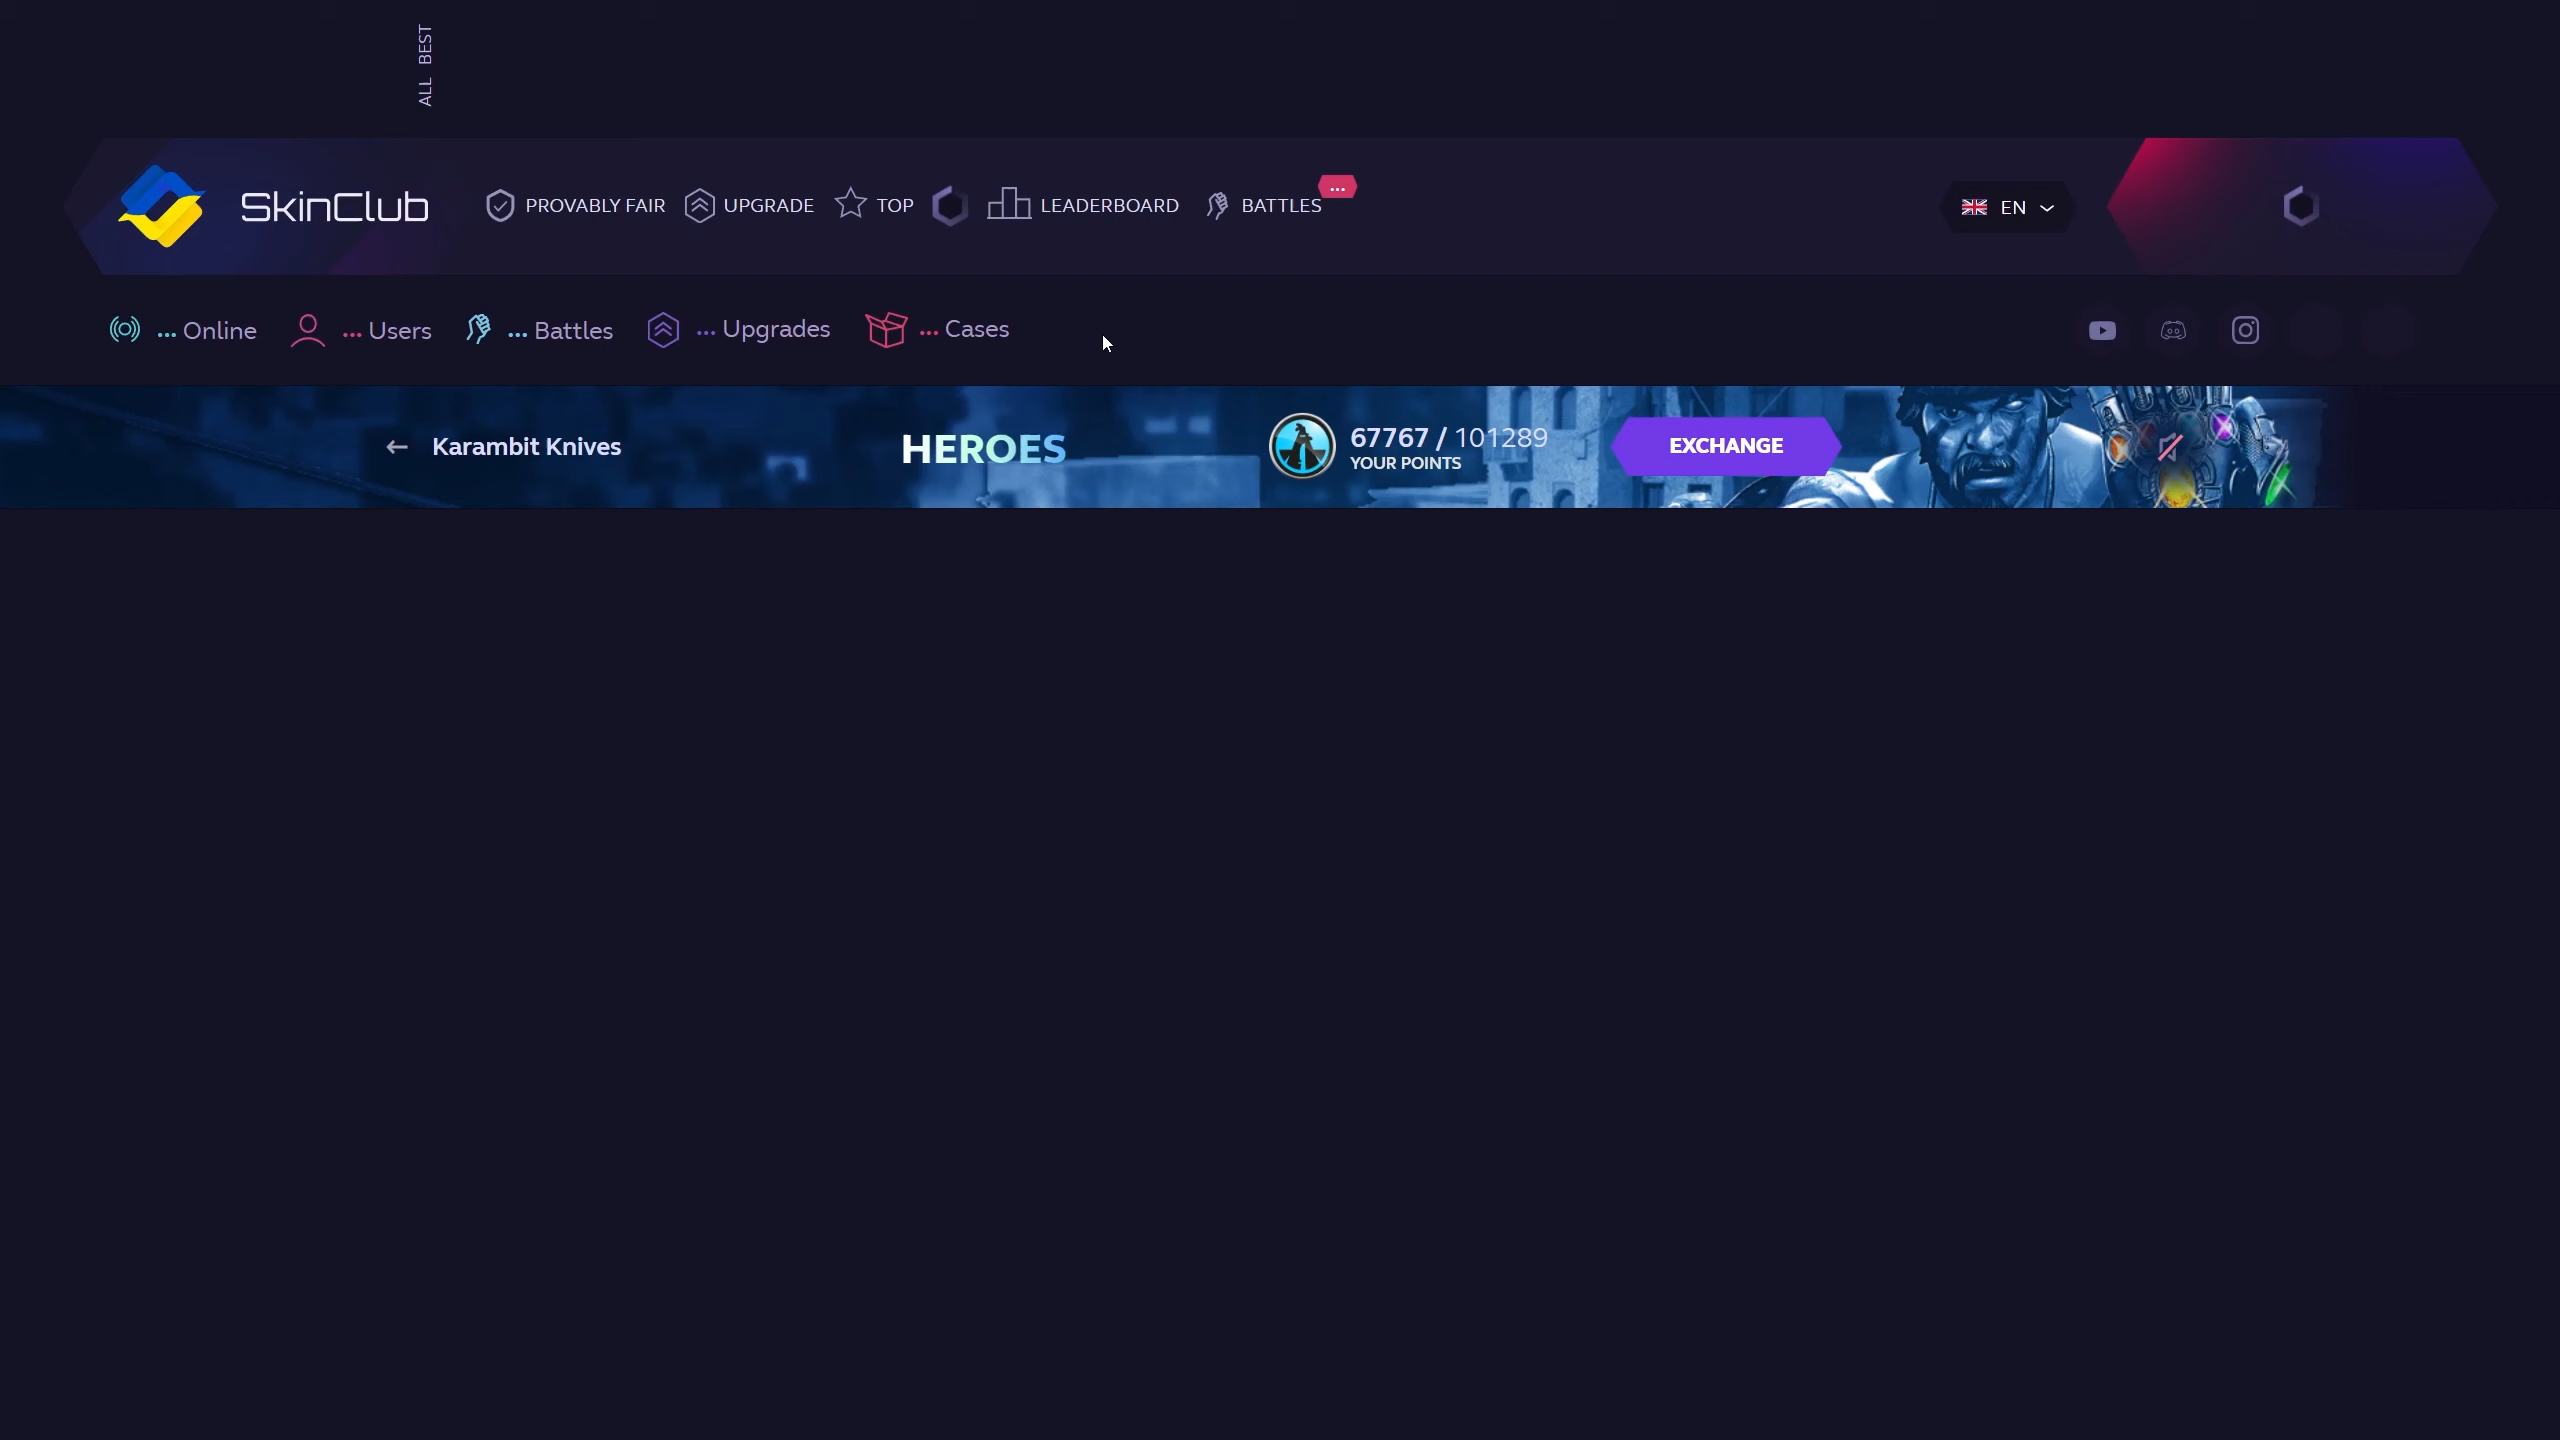 ALL BEST
SkinClub PROVABLY FAIR UPGRADE TOP LEADERBOARD BATTLES ... EN
... Online ... Users ... Battles ... Upgrades ... Cases
Karambit Knives HEROES 67767 / 101289 EXCHANGE
YOUR POINTS